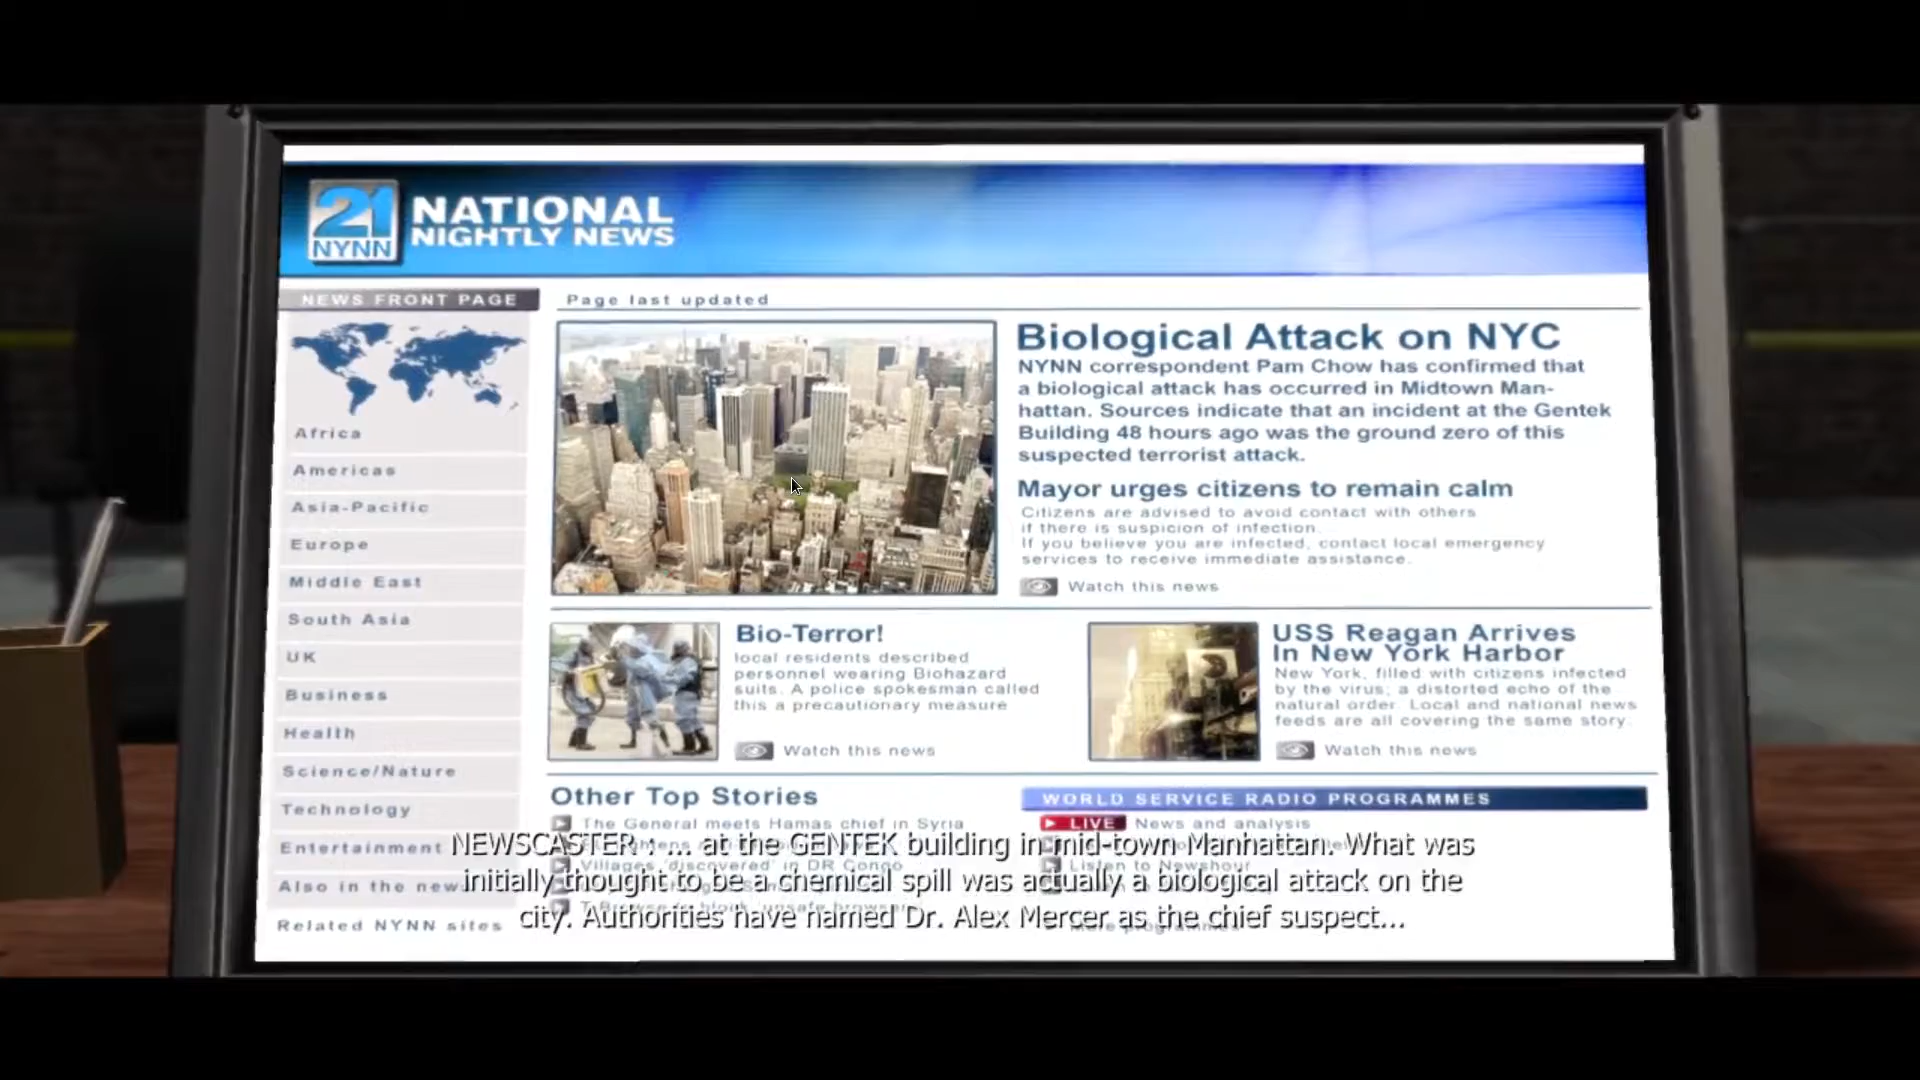 21
NYNN
NATIONAL
NIGHTLY NEWS
NEWS FRONT PAGE
Africa
Americas
Asia-Pacific
Europe
Middle East
South Asia
UK
Business
Health
Science/Nature
Technology
Entertainment
Also in the news
Related NYNN sites
Page last updated
Biological Attack on NYC
NYNN correspondent Pam Chow has confirmed that
a biological attack has occurred in Midtown Man-
hattan. Sources indicate that an incident at the Gentek
Building 48 hours ago was the ground zero of this
suspected terrorist attack.
Mayor urges citizens to remain calm
Citizens are advised to avoid contact with others
if there is suspicion of infection.
If you believe you are infected, contact local emergency
services to receive immediate assistance.
Watch this news
Bio-Terror!
local residents described
personnel wearing Biohazard
suits. A police spokesman called
this a precautionary measure
Watch this news
USS Reagan Arrives
In New York Harbor
New York, filled with citizens infected
by the virus; a distorted echo of the
natural order. Local and national news
feeds are all covering the same story.
Watch this news
Other Top Stories
The General meets Hamas chief in Syria
Villages 'discovered' in DR Congo
WORLD SERVICE RADIO PROGRAMMES
LIVE News and analysis
Listen to Newshour
More programmes
NEWSCASTER : ... at the GENTEK building in mid-town Manhattan. What was
initially thought to be a chemical spill was actually a biological attack on the
city. Authorities have named Dr. Alex Mercer as the chief suspect...